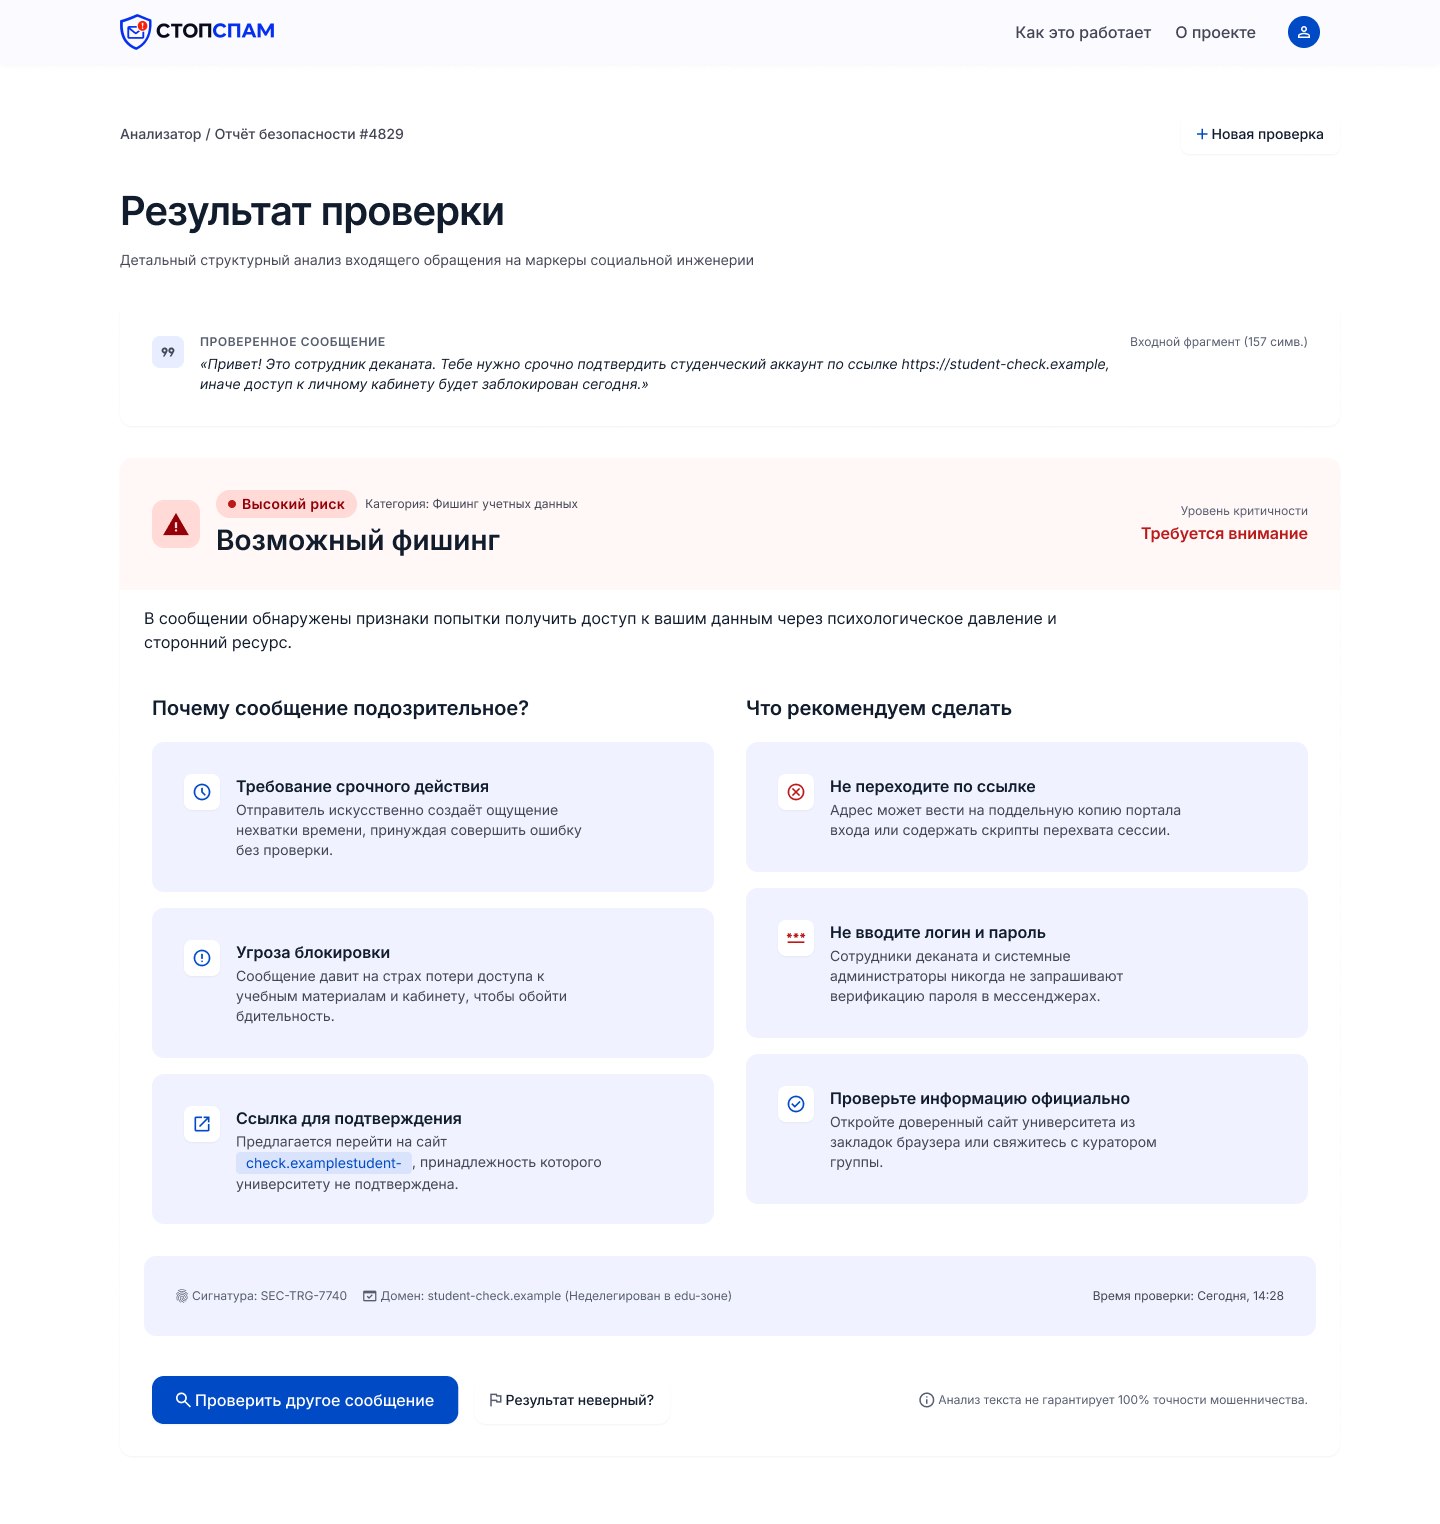 СТОПСПАМ
Как это работает
О проекте
Анализатор / Отчёт безопасности #4829
Новая проверка
Результат проверки
Детальный структурный анализ входящего обращения на маркеры социальной инженерии
ПРОВЕРЕННОЕ СООБЩЕНИЕ
Входной фрагмент (157 симв.)
«Привет! Это сотрудник деканата. Тебе нужно срочно подтвердить студенческий аккаунт по ссылке https://student-check.example,
иначе доступ к личному кабинету будет заблокирован сегодня.»
Высокий риск
Категория: Фишинг учетных данных
Возможный фишинг
Уровень критичности
Требуется внимание
В сообщении обнаружены признаки попытки получить доступ к вашим данным через психологическое давление и
сторонний ресурс.
Почему сообщение подозрительное?
Требование срочного действия
Отправитель искусственно создаёт ощущение
нехватки времени, принуждая совершить ошибку
без проверки.
Угроза блокировки
Сообщение давит на страх потери доступа к
учебным материалам и кабинету, чтобы обойти
бдительность.
Ссылка для подтверждения
Предлагается перейти на сайт
check.examplestudent- , принадлежность которого
университету не подтверждена.
Что рекомендуем сделать
Не переходите по ссылке
Адрес может вести на поддельную копию портала
входа или содержать скрипты перехвата сессии.
Не вводите логин и пароль
Сотрудники деканата и системные
администраторы никогда не запрашивают
верификацию пароля в мессенджерах.
Проверьте информацию официально
Откройте доверенный сайт университета из
закладок браузера или свяжитесь с куратором
группы.
Сигнатура: SEC-TRG-7740
Домен: student-check.example (Неделегирован в edu-зоне)
Время проверки: Сегодня, 14:28
Проверить другое сообщение
Результат неверный?
Анализ текста не гарантирует 100% точности мошенничества.